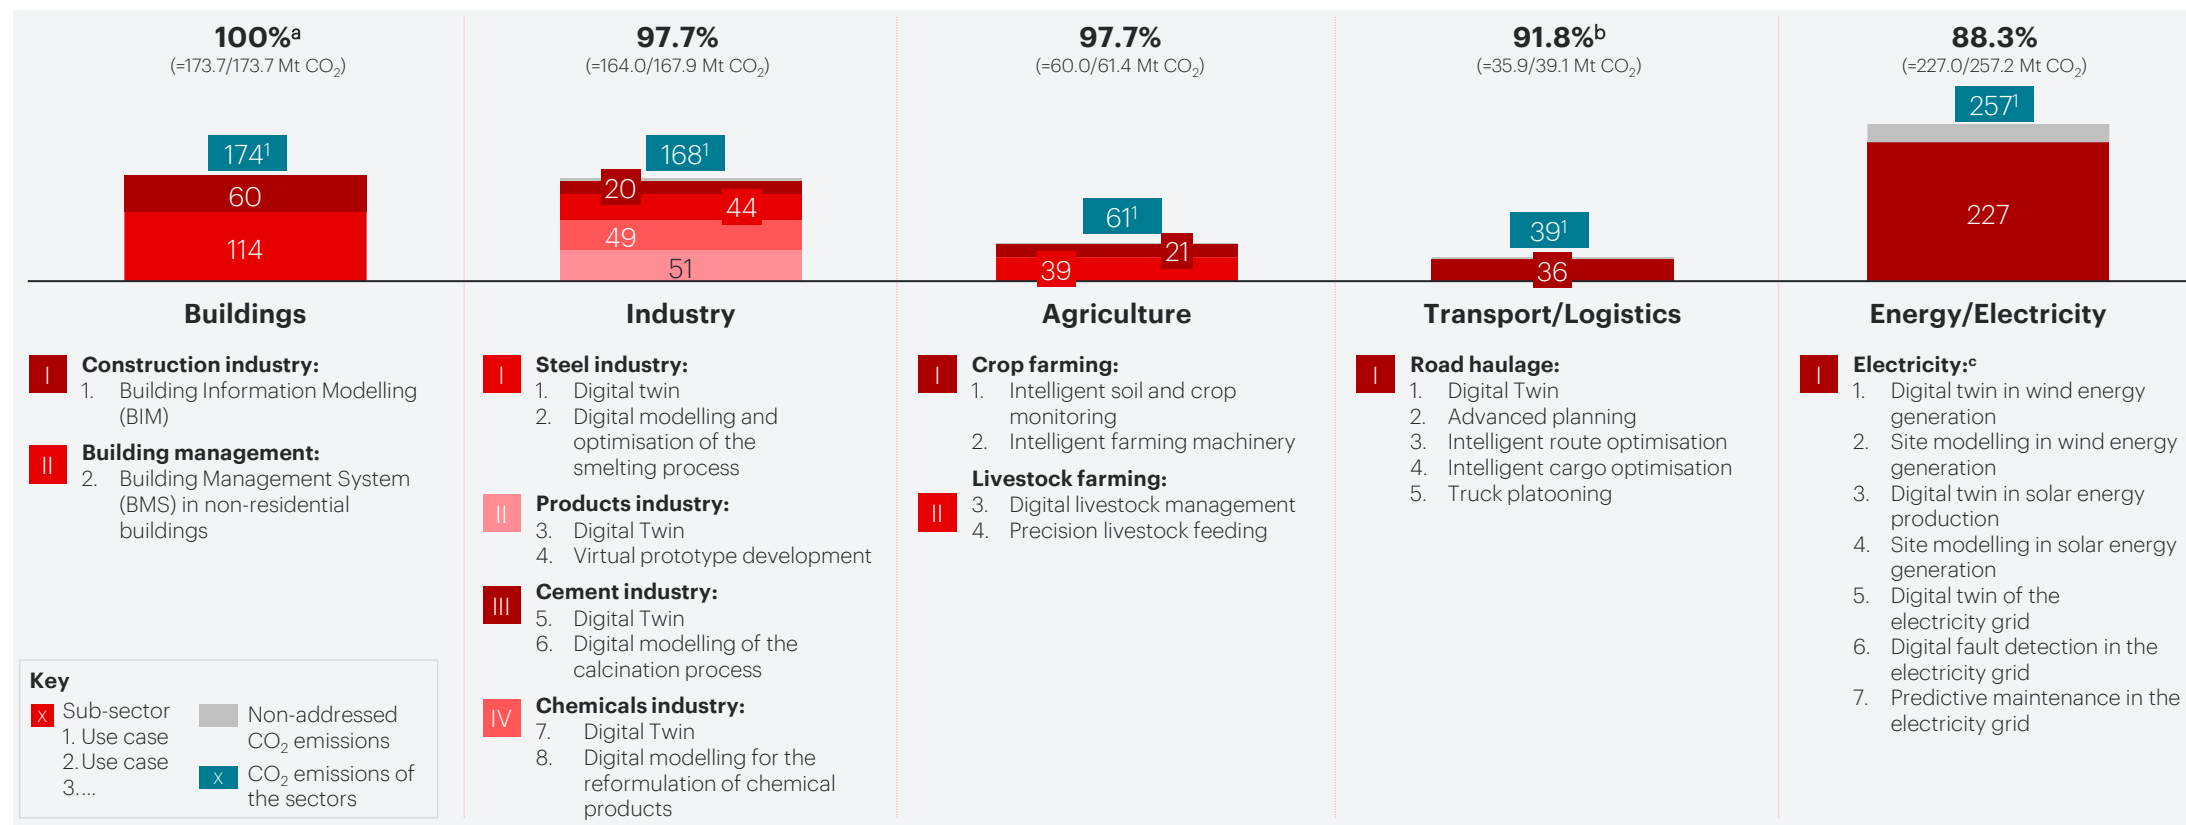 100%ᵃ
(=173.7/173.7 Mt CO₂)
174¹
60
114
Buildings
I
Construction industry:
1. Building Information Modelling
(BIM)
II
Building management:
2. Building Management System
(BMS) in non-residential
buildings
97.7%
(=164.0/167.9 Mt CO₂)
168¹
20
44
49
51
Industry
I
Steel industry:
1. Digital twin
2. Digital modelling and
optimisation of the
smelting process
II
Products industry:
3. Digital Twin
4. Virtual prototype development
III
Cement industry:
5. Digital Twin
6. Digital modelling of the
calcination process
IV
Chemicals industry:
7. Digital Twin
8. Digital modelling for the
reformulation of chemical
products
97.7%
(=60.0/61.4 Mt CO₂)
61¹
21
39
Agriculture
I
Crop farming:
1. Intelligent soil and crop
monitoring
2. Intelligent farming machinery
II
Livestock farming:
3. Digital livestock management
4. Precision livestock feeding
91.8%ᵇ
(=35.9/39.1 Mt CO₂)
39¹
36
Transport/Logistics
I
Road haulage:
1. Digital Twin
2. Advanced planning
3. Intelligent route optimisation
4. Intelligent cargo optimisation
5. Truck platooning
88.3%
(=227.0/257.2 Mt CO₂)
257¹
227
Energy/Electricity
I
Electricity:ᶜ
1. Digital twin in wind energy
generation
2. Site modelling in wind energy
generation
3. Digital twin in solar energy
production
4. Site modelling in solar energy
generation
5. Digital twin of the
electricity grid
6. Digital fault detection in the
electricity grid
7. Predictive maintenance in the
electricity grid
Key
X Sub-sector
1. Use case
2. Use case
3. ...
Non-addressed
CO₂ emissions
X CO₂ emissions of
the sectors